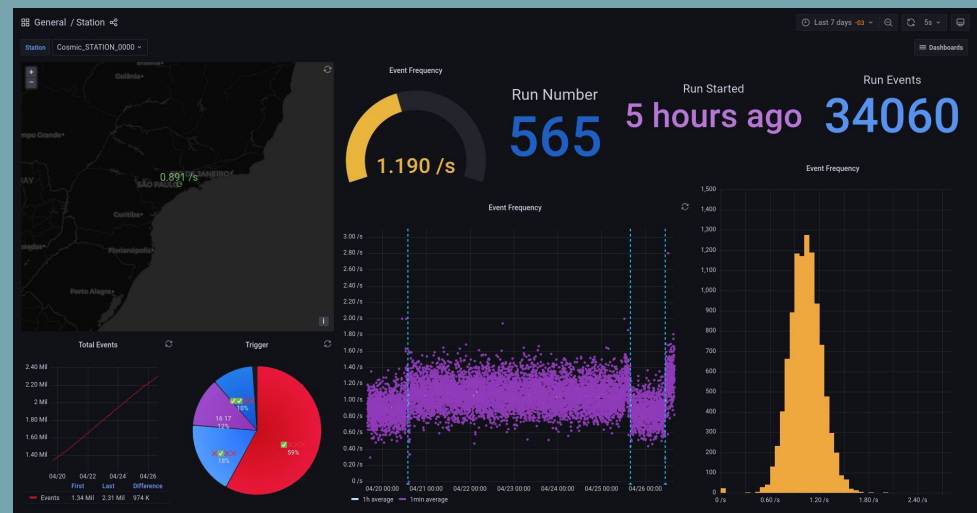 General / Station
Last 7 days -03
5s
Station Cosmic_STATION_0000
Dashboards
+
-
Goiânia
mpo Grande
0.891 /s
RIO DE JANEIRO
SÃO PAULO
Curitiba
Florianópolis
Porto Alegre
i
Event Frequency
1.190 /s
Run Number
565
Run Started
5 hours ago
Run Events
34060
Event Frequency
3.00 /s
2.80 /s
2.60 /s
2.40 /s
2.20 /s
2.00 /s
1.80 /s
1.60 /s
1.40 /s
1.20 /s
1.00 /s
0.80 /s
0.60 /s
0.40 /s
0.20 /s
0 /s
04/20 00:00 04/21 00:00 04/22 00:00 04/23 00:00 04/24 00:00 04/25 00:00 04/26 00:00
1h average 1min average
Event Frequency
1,500
1,400
1,300
1,200
1,100
1,000
900
800
700
600
500
400
300
200
100
0
0 /s 0.60 /s 1.20 /s 1.80 /s 2.40 /s
Total Events
2.40 Mil
2.20 Mil
2 Mil
1.80 Mil
1.60 Mil
1.40 Mil
04/20 04/22 04/24 04/26
First Last Difference
Events 1.34 Mil 2.31 Mil 974 K
Trigger
10%
16 17
12%
18%
59%